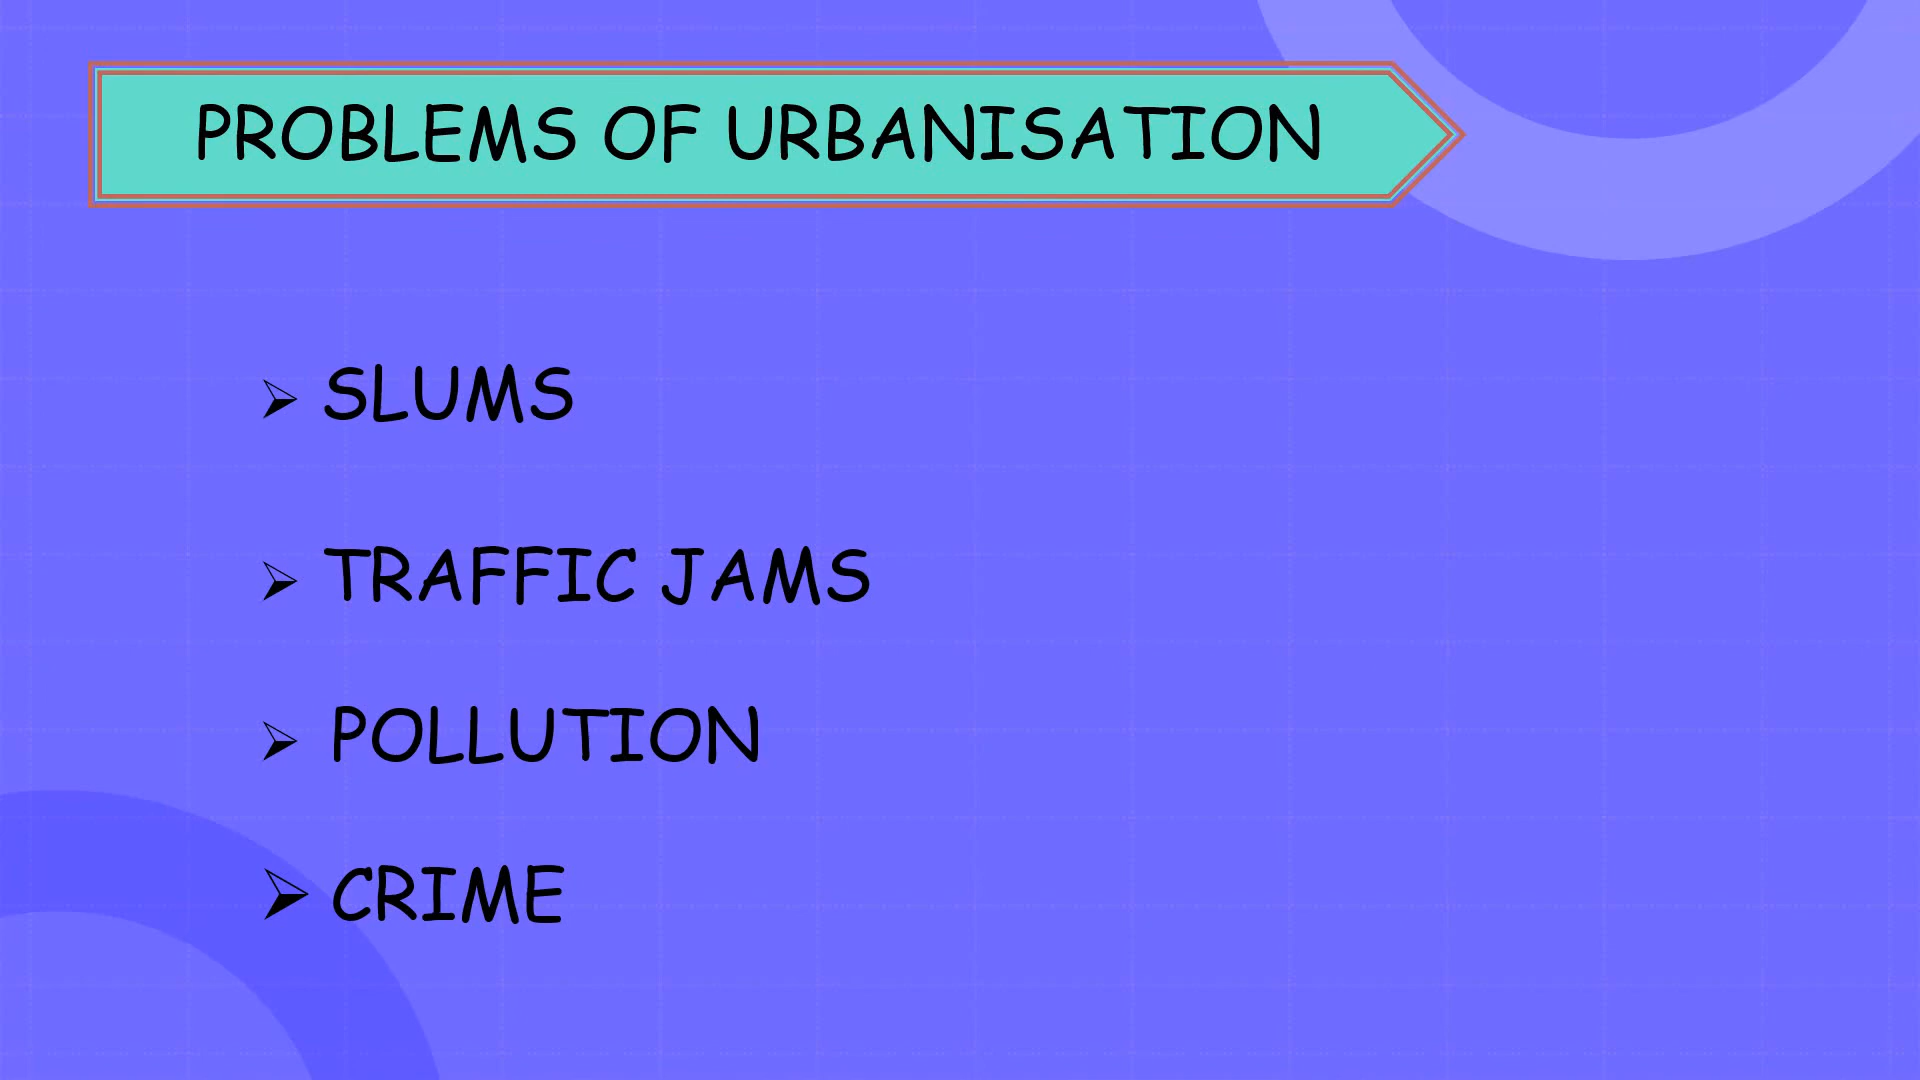 PROBLEMS OF URBANISATION
➢ SLUMS
➢ TRAFFIC JAMS
➢ POLLUTION
➢ CRIME